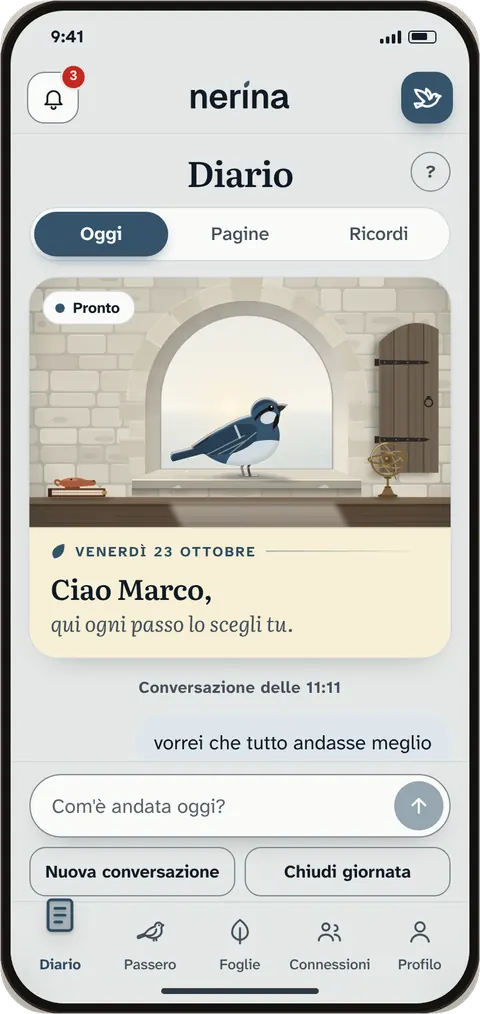 9:41
3
nerina
Diario
?
Oggi
Pagine
Ricordi
Pronto
VENERDÌ 23 OTTOBRE
Ciao Marco,
qui ogni passo lo scegli tu.
Conversazione delle 11:11
vorrei che tutto andasse meglio
Com'è andata oggi?
Nuova conversazione
Chiudi giornata
Diario
Passero
Foglie
Connessioni
Profilo